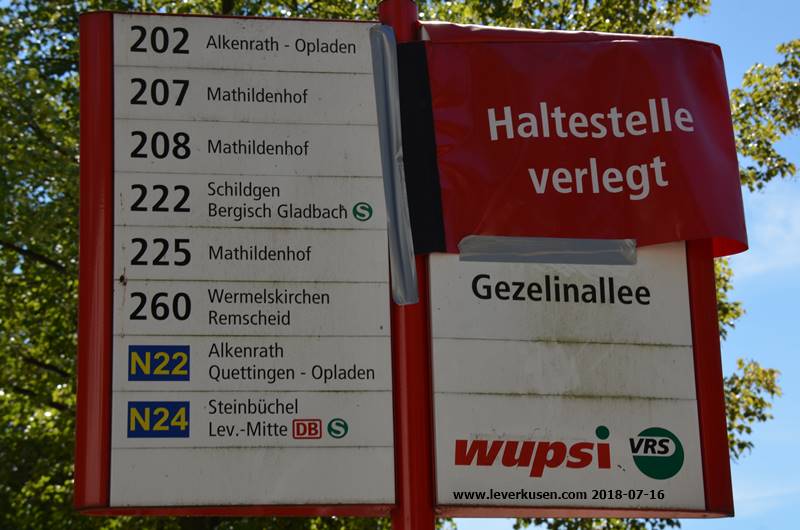 202 Alkenrath - Opladen
207 Mathildenhof
208 Mathildenhof
222 Schildgen
Bergisch Gladbach S
225 Mathildenhof
260 Wermelskirchen
Remscheid
N22 Alkenrath
Quettingen - Opladen
N24 Steinbüchel
Lev.-Mitte DB S
Haltestelle
verlegt
Gezelinallee
wupsi VRS
www.leverkusen.com 2018-07-16